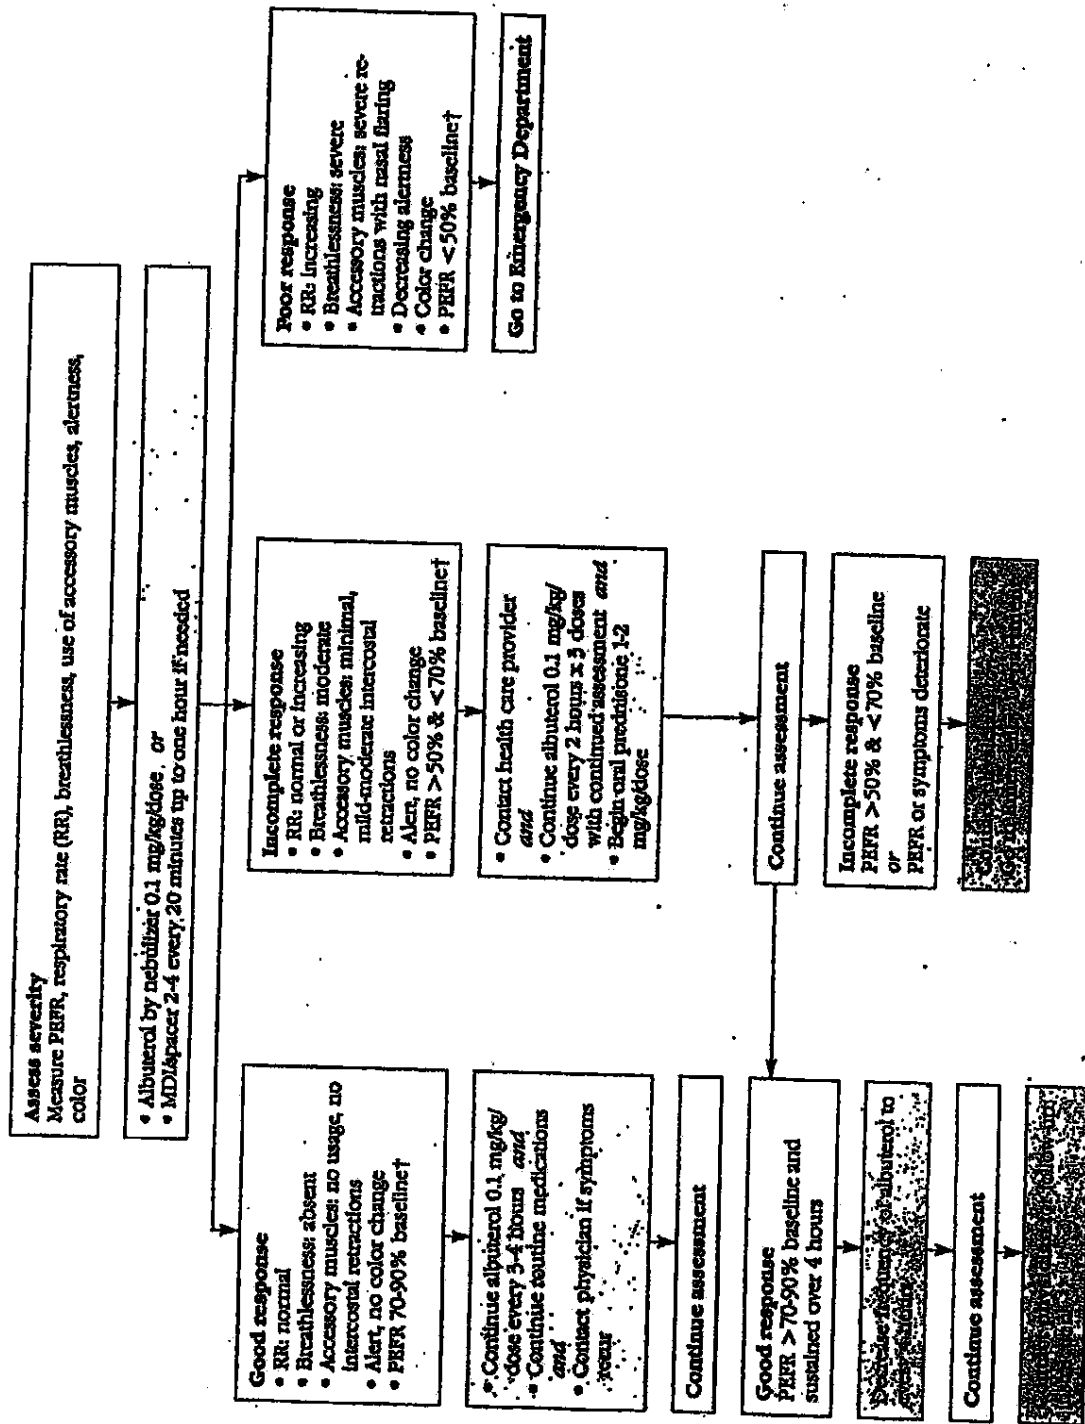 Assess severity
Measure PEFR, respiratory rate (RR), breathlessness, use of accessory muscles, alertness,
color
• Albuterol by nebulizer 0.1 mg/kg/dose or
• MDI/spacer 2-4 every 20 minutes up to one hour if needed
Good response
• RR: normal
• Breathlessness: absent
• Accessory muscles: no usage, no
intercostal retractions
• Alert, no color change
• PEFR 70-90% baseline†
• Continue albuterol 0.1 mg/kg/
dose every 3-4 hours and
• Continue routine medications
and
• Contact physician if symptoms
recur
Continue assessment
Good response
PEFR >70-90% baseline and
sustained over 4 hours
Decrease frequency of albuterol to
Continue assessment
Incomplete response
• RR: normal or increasing
• Breathlessness: moderate
• Accessory muscles: minimal,
mild-moderate intercostal
retractions
• Alert, no color change
• PEFR >50% & <70% baseline†
• Contact health care provider
and
• Continue albuterol 0.1 mg/kg/
dose every 2 hours x 3 doses
with continued assessment and
• Begin oral prednisone 1-2
mg/kg/dose
Continue assessment
Incomplete response
PEFR >50% & <70% baseline
or
PEFR or symptoms deteriorate
Poor response
• RR: increasing
• Breathlessness: severe
• Accessory muscles: severe re-
tractions with nasal flaring
• Decreasing alertness
• Color change
• PEFR <50% baseline†
Go to Emergency Department